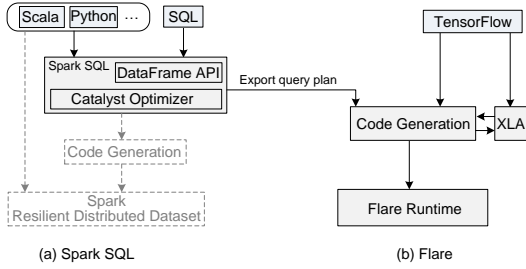 Scala Python ...
SQL
TensorFlow
Spark SQL
DataFrame API
Catalyst Optimizer
Export query plan
Code Generation
XLA
Code Generation
Spark
Resilient Distributed Dataset
Flare Runtime
(a) Spark SQL
(b) Flare